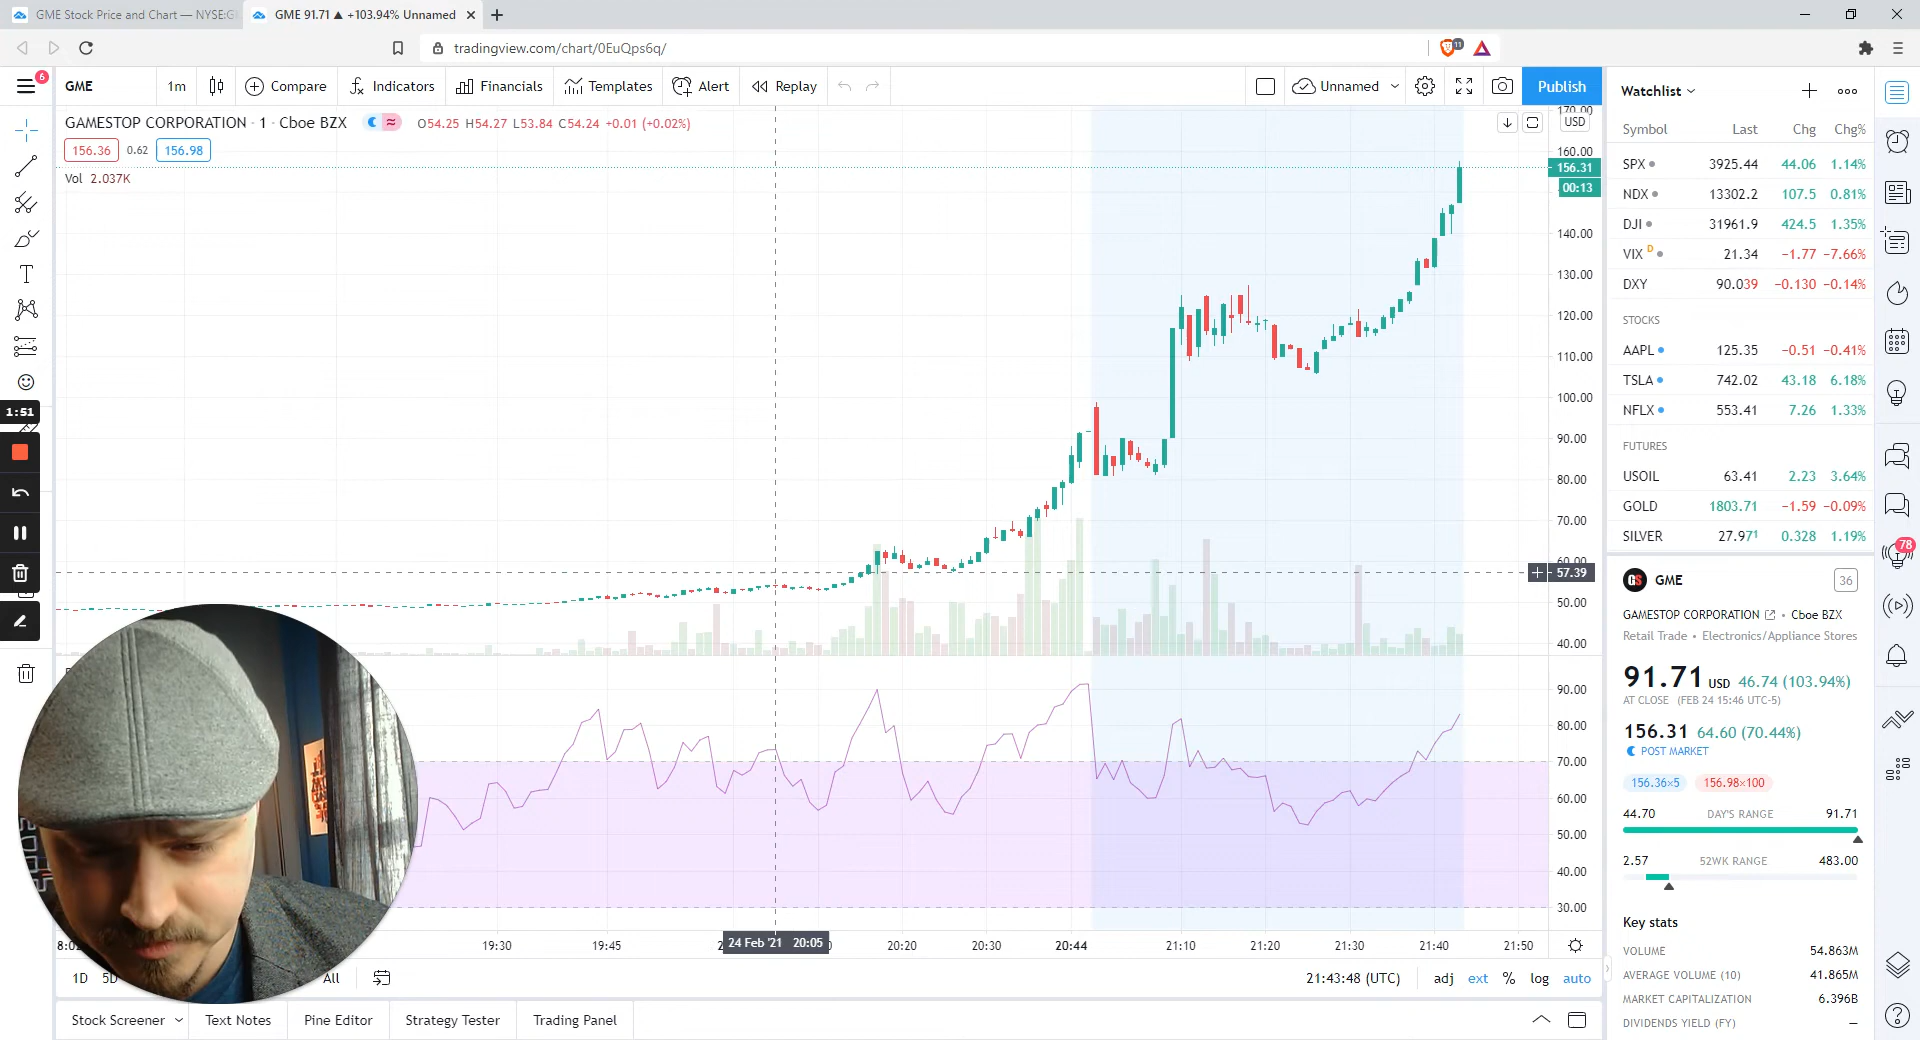 GME Stock Price and Chart — NYSE:G
GME 91.71 ▲ +103.94% Unnamed
tradingview.com/chart/0EuQps6q/
11
6
GME 1m Compare Indicators Financials Templates Alert Replay Unnamed Publish
GAMESTOP CORPORATION · 1 · Cboe BZX O54.25 H54.27 L53.84 C54.24 +0.01 (+0.02%)
156.36 0.62 156.98
Vol 2.037K
170.00
USD
160.00
156.31
00:13
140.00
130.00
120.00
110.00
100.00
90.00
80.00
70.00
60.00
57.39
50.00
40.00
90.00
80.00
70.00
60.00
50.00
40.00
30.00
1:51
8:0 19:30 19:45 24 Feb '21 20:05 20:20 20:30 20:44 21:10 21:20 21:30 21:40 21:50
1D 5D All 21:43:48 (UTC) adj ext % log auto
Stock Screener Text Notes Pine Editor Strategy Tester Trading Panel
Watchlist
Symbol Last Chg Chg%
SPX 3925.44 44.06 1.14%
NDX 13302.2 107.5 0.81%
DJI 31961.9 424.5 1.35%
VIX D 21.34 −1.77 −7.66%
DXY 90.039 −0.130 −0.14%
STOCKS
AAPL 125.35 −0.51 −0.41%
TSLA 742.02 43.18 6.18%
NFLX 553.41 7.26 1.33%
FUTURES
USOIL 63.41 2.23 3.64%
GOLD 1803.71 −1.59 −0.09%
SILVER 27.971 0.328 1.19%
78
GS GME 36
GAMESTOP CORPORATION • Cboe BZX
Retail Trade • Electronics/Appliance Stores
91.71 USD 46.74 (103.94%)
AT CLOSE (FEB 24 15:46 UTC-5)
156.31 64.60 (70.44%)
POST MARKET
156.36×5 156.98×100
44.70 DAY'S RANGE 91.71
2.57 52WK RANGE 483.00
Key stats
VOLUME 54.863M
AVERAGE VOLUME (10) 41.865M
MARKET CAPITALIZATION 6.396B
DIVIDENDS YIELD (FY) —